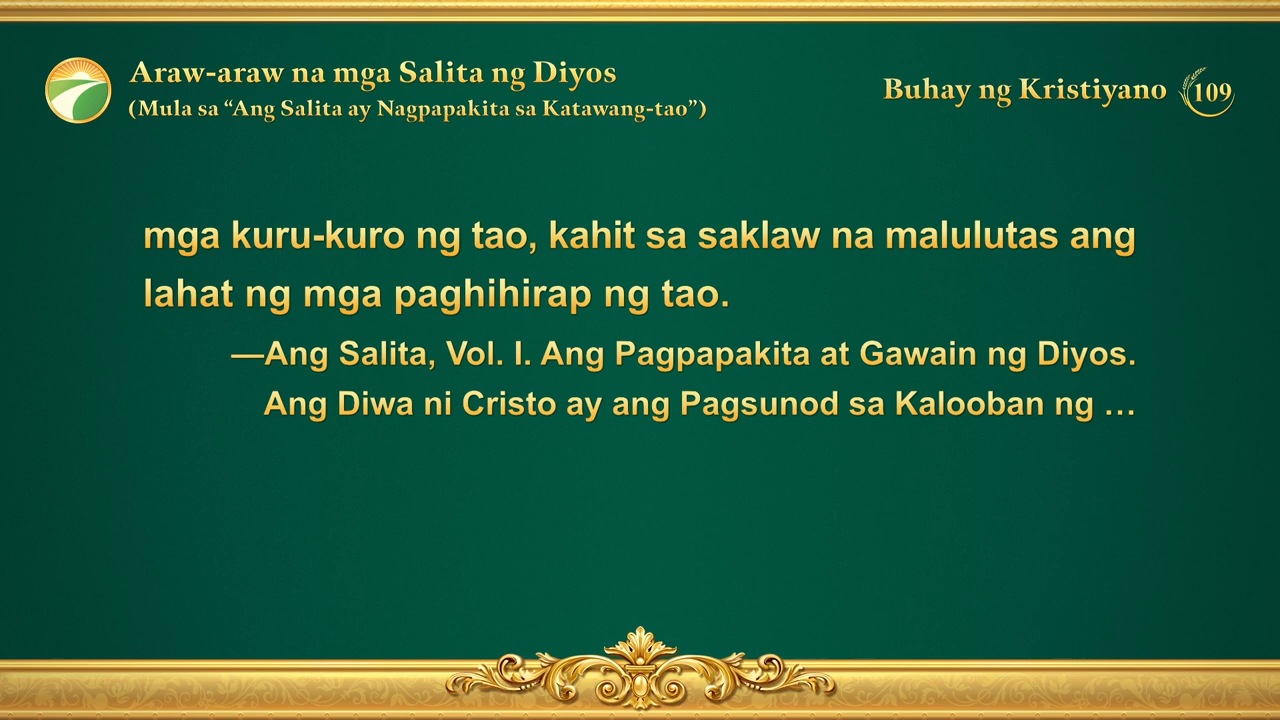 Araw-araw na mga Salita ng Diyos
(Mula sa “Ang Salita ay Nagpapakita sa Katawang-tao”)
Buhay ng Kristiyano 109
mga kuru-kuro ng tao, kahit sa saklaw na malulutas ang
lahat ng mga paghihirap ng tao.
—Ang Salita, Vol. I. Ang Pagpapakita at Gawain ng Diyos.
Ang Diwa ni Cristo ay ang Pagsunod sa Kalooban ng …